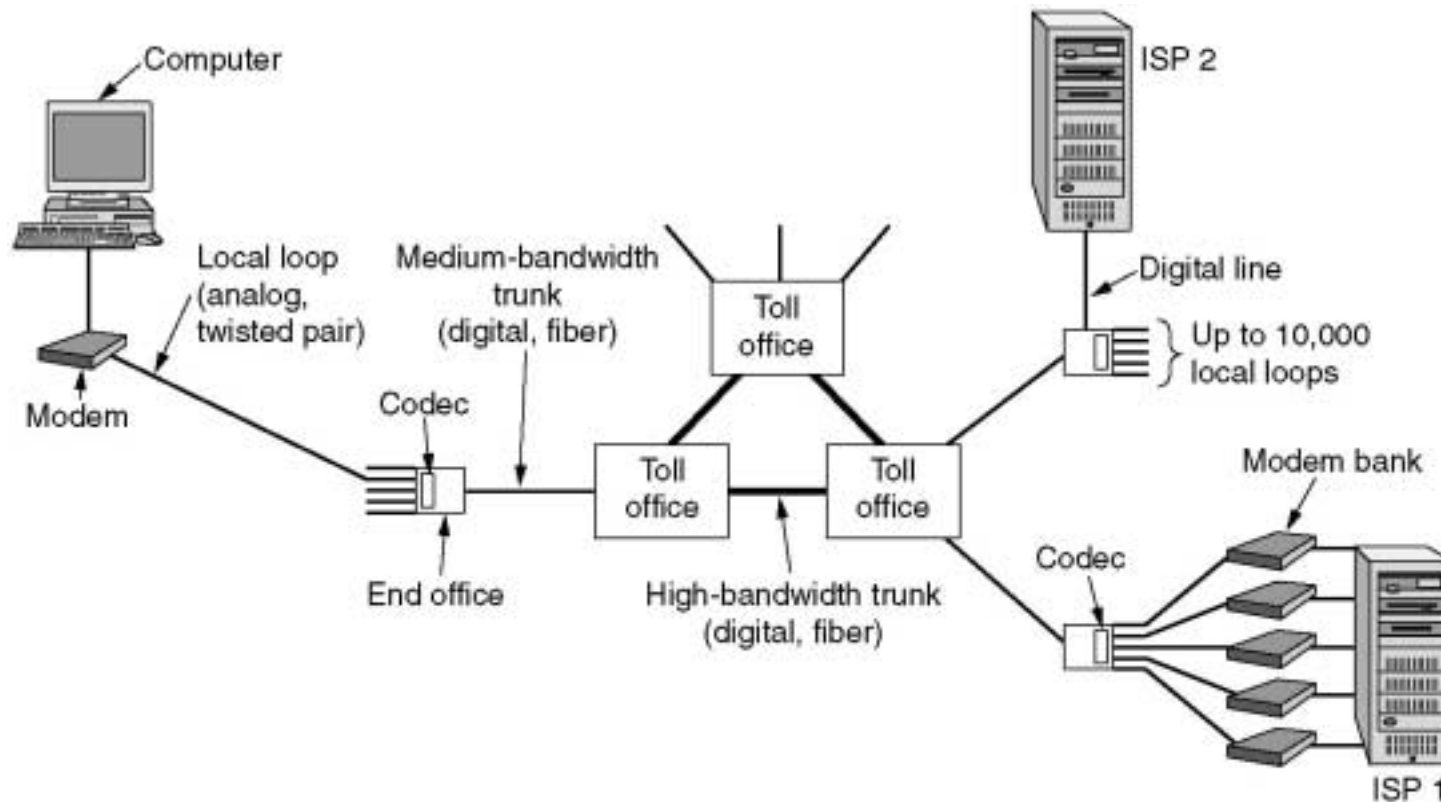 Computer
ISP 2
Local loop
(analog,
twisted pair)
Medium-bandwidth
trunk
(digital, fiber)
Toll
office
Digital line
Up to 10,000
local loops
Modem
Codec
Toll
office
Toll
office
Modem bank
End office
High-bandwidth trunk
(digital, fiber)
Codec
ISP 1